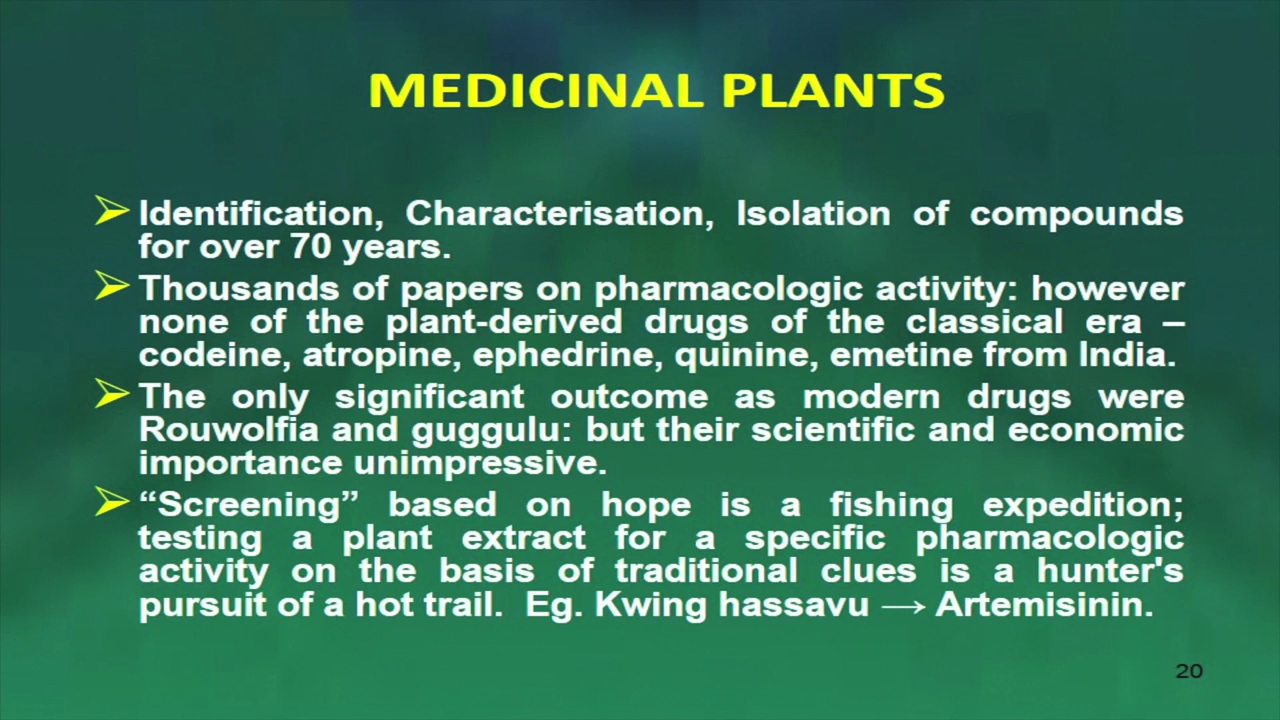 MEDICINAL PLANTS
Identification, Characterisation, Isolation of compounds
for over 70 years.
Thousands of papers on pharmacologic activity: however
none of the plant-derived drugs of the classical era –
codeine, atropine, ephedrine, quinine, emetine from India.
The only significant outcome as modern drugs were
Rouwolfia and guggulu: but their scientific and economic
importance unimpressive.
“Screening” based on hope is a fishing expedition;
testing a plant extract for a specific pharmacologic
activity on the basis of traditional clues is a hunter's
pursuit of a hot trail. Eg. Kwing hassavu → Artemisinin.
20